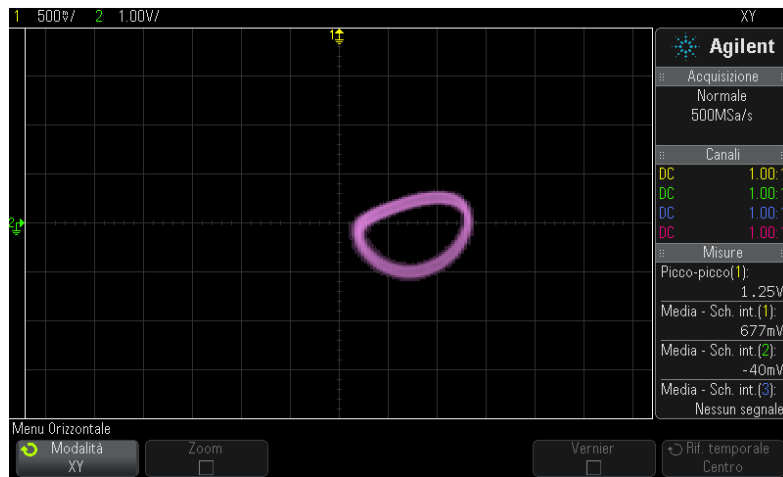 1 500mV/ 2 1.00V/ XY
1
2
Agilent
Acquisizione
Normale
500MSa/s
Canali
DC 1.00:1
DC 1.00:1
DC 1.00:1
DC 1.00:1
Misure
Picco-picco(1):
1.25V
Media - Sch. int.(1):
677mV
Media - Sch. int.(2):
-40mV
Media - Sch. int.(3):
Nessun segnale
Menu Orizzontale
Modalità
XY
Zoom
Vernier
Rif. temporale
Centro